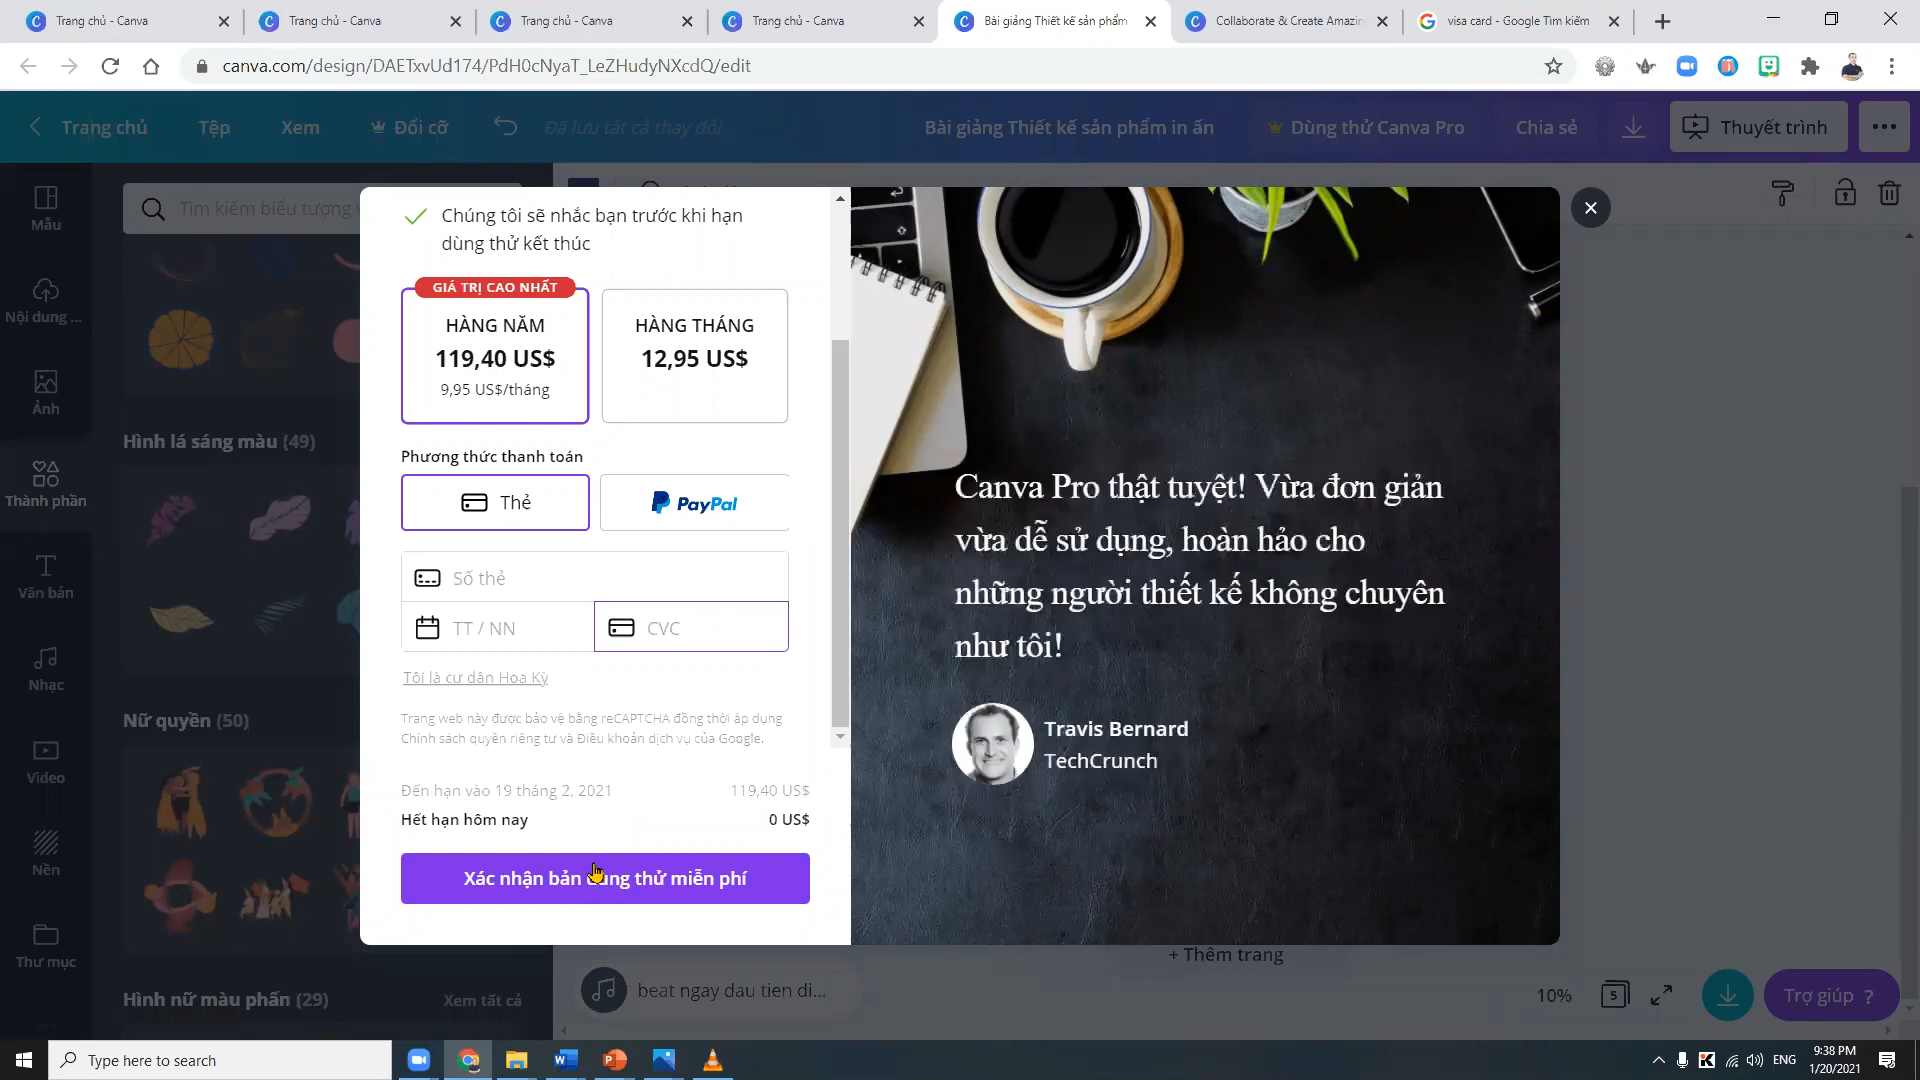 Trang chủ - Canva
Trang chủ - Canva
Trang chủ - Canva
Trang chủ - Canva
Bài giảng Thiết kế sản phẩm
Collaborate & Create Amazin
visa card - Google Tìm kiếm
canva.com/design/DAETxvUd174/PdH0cNyaT_LeZHudyNXcdQ/edit
Trang chủ
Tệp
Xem
Đổi cỡ
Đã lưu tất cả thay đổi
Bài giảng Thiết kế sản phẩm in ấn
Dùng thử Canva Pro
Chia sẻ
Thuyết trình
Mẫu
Nội dung ...
Ảnh
Thành phần
Văn bản
Nhạc
Video
Nền
Thư mục
Tìm kiếm biểu tượng
Hình lá sáng màu (49)
Nữ quyền (50)
Hình nữ màu phấn (29)
Xem tất cả
Chúng tôi sẽ nhắc bạn trước khi hạn
dùng thử kết thúc
GIÁ TRỊ CAO NHẤT
HÀNG NĂM
119,40 US$
9,95 US$/tháng
HÀNG THÁNG
12,95 US$
Phương thức thanh toán
Thẻ
PayPal
Số thẻ
TT / NN
CVC
Tôi là cư dân Hoa Kỳ
Trang web này được bảo vệ bằng reCAPTCHA đồng thời áp dụng
Chính sách quyền riêng tư và Điều khoản dịch vụ của Google.
Đến hạn vào 19 tháng 2, 2021
119,40 US$
Hết hạn hôm nay
0 US$
Xác nhận bản dùng thử miễn phí
Canva Pro thật tuyệt! Vừa đơn giản
vừa dễ sử dụng, hoàn hảo cho
những người thiết kế không chuyên
như tôi!
Travis Bernard
TechCrunch
+ Thêm trang
beat ngay dau tien di...
10%
5
Trợ giúp ?
Type here to search
ENG
9:38 PM
1/20/2021